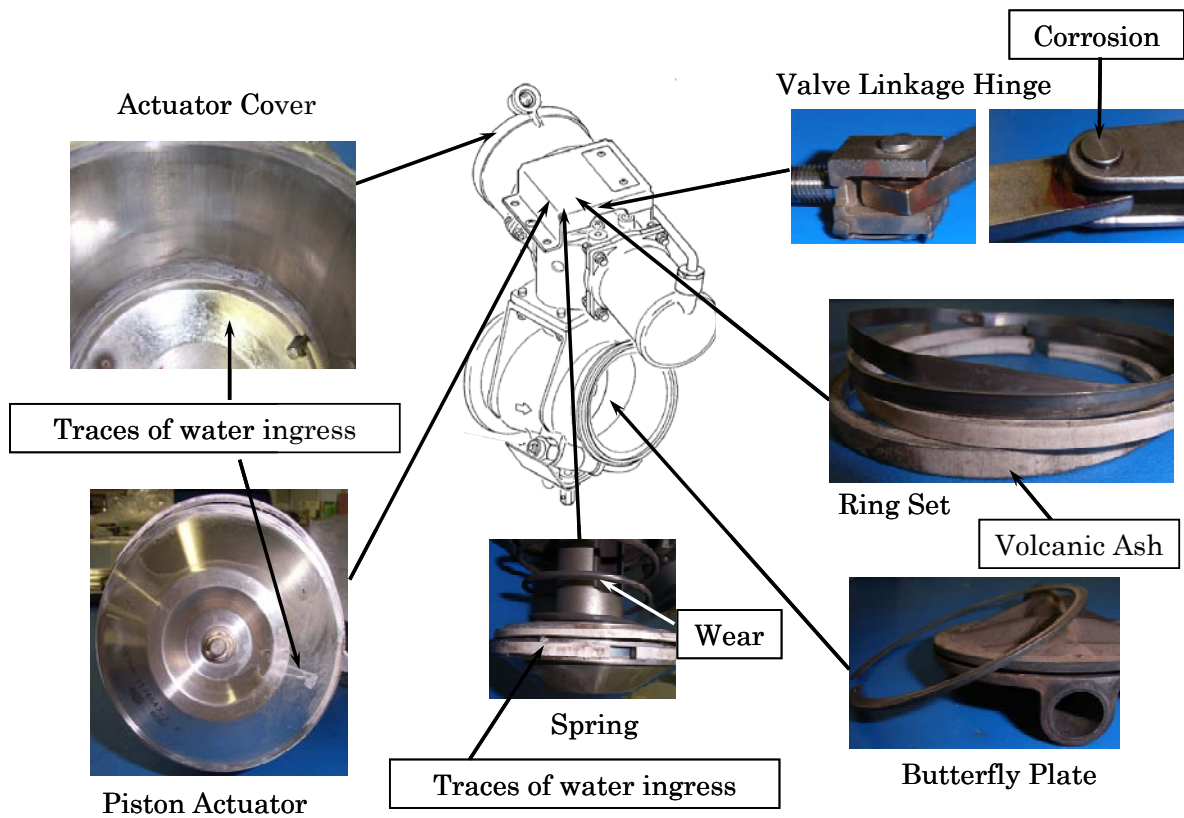 Corrosion
Valve Linkage Hinge
Actuator Cover
Traces of water ingress
Ring Set
Volcanic Ash
Wear
Spring
Traces of water ingress
Butterfly Plate
Piston Actuator